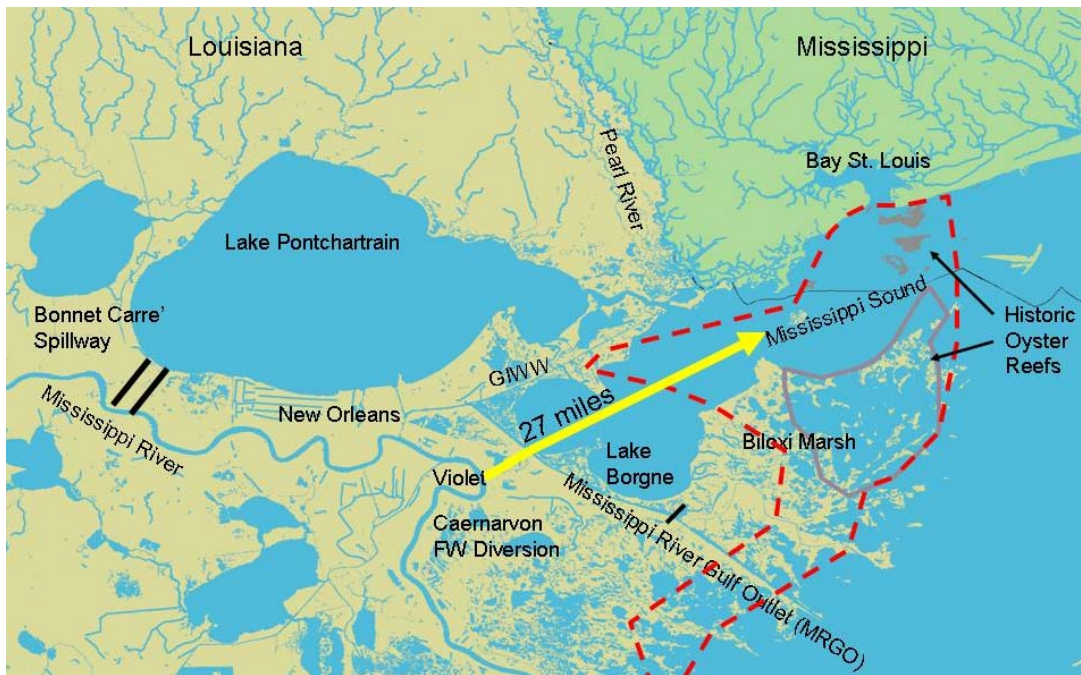 Louisiana
Mississippi
Pearl River
Bay St. Louis
Lake Pontchartrain
Bonnet Carre'
Spillway
Mississippi Sound
Historic
Oyster
Reefs
GIWW
Mississippi River
New Orleans
27 miles
Biloxi Marsh
Lake
Borgne
Violet
Caernarvon
FW Diversion
Mississippi River Gulf Outlet (MRGO)